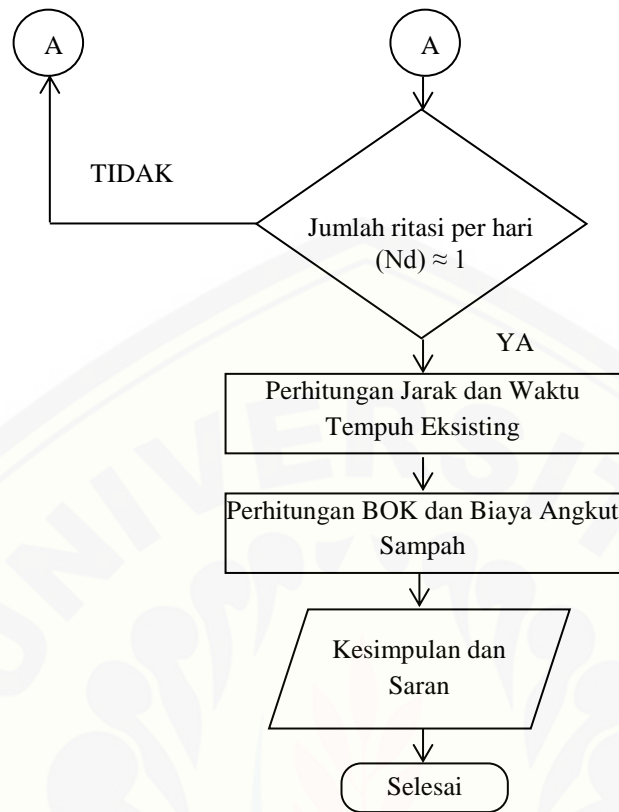 A
A
TIDAK
Jumlah ritasi per hari
(Nd) ≈ 1
YA
Perhitungan Jarak dan Waktu
Tempuh Eksisting
Perhitungan BOK dan Biaya Angkut
Sampah
Kesimpulan dan
Saran
Selesai
UNIVERSIT